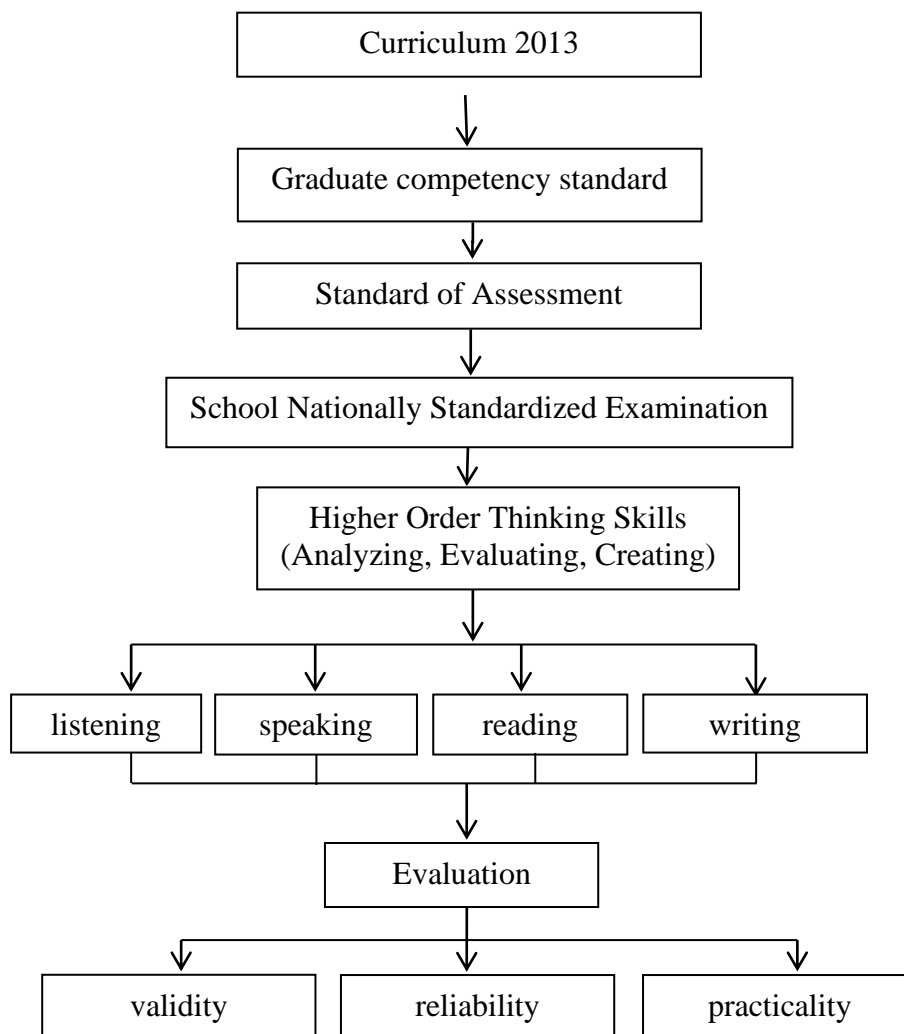 Curriculum 2013
Graduate competency standard
Standard of Assessment
School Nationally Standardized Examination
Higher Order Thinking Skills
(Analyzing, Evaluating, Creating)
listening
speaking
reading
writing
Evaluation
validity
reliability
practicality